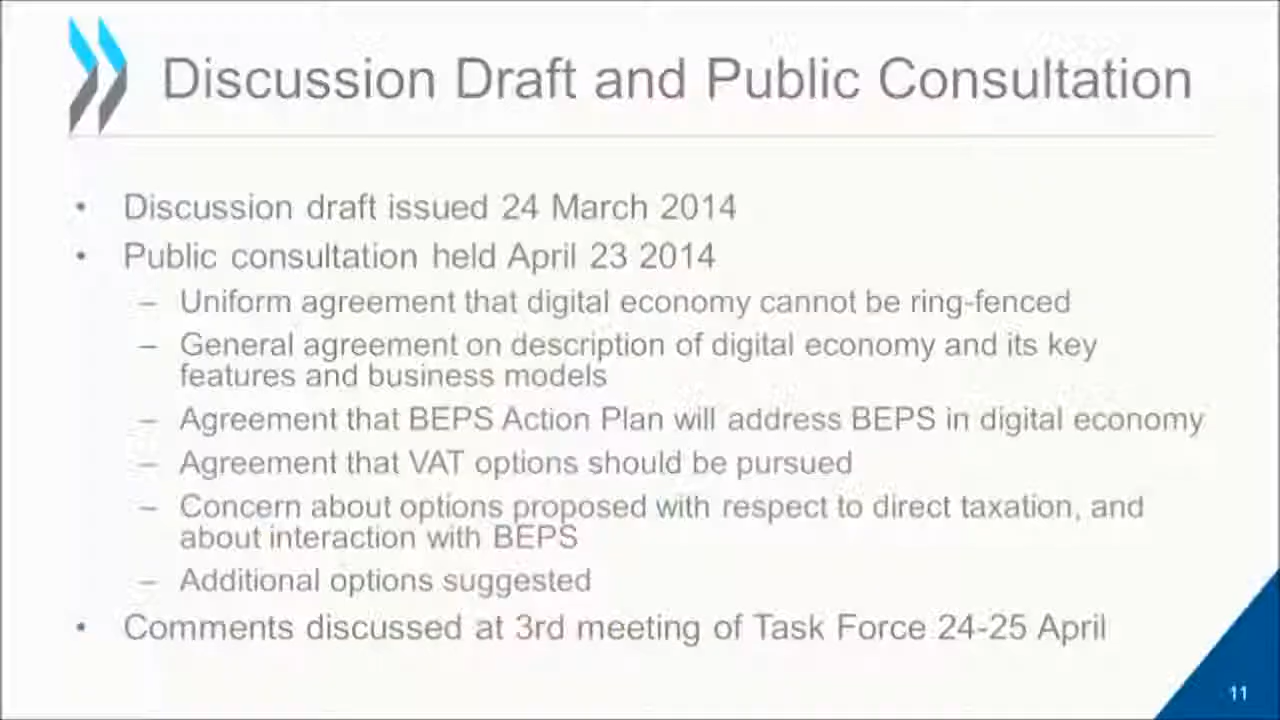 Discussion Draft and Public Consultation
• Discussion draft issued 24 March 2014
• Public consultation held April 23 2014
– Uniform agreement that digital economy cannot be ring-fenced
– General agreement on description of digital economy and its key
features and business models
– Agreement that BEPS Action Plan will address BEPS in digital economy
– Agreement that VAT options should be pursued
– Concern about options proposed with respect to direct taxation, and
about interaction with BEPS
– Additional options suggested
• Comments discussed at 3rd meeting of Task Force 24-25 April
11